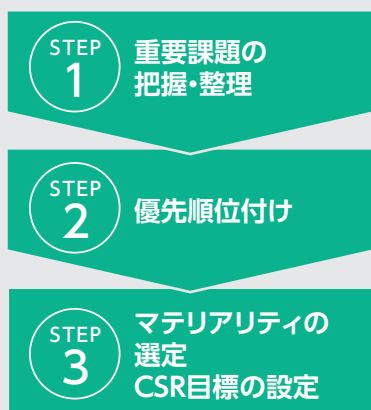 STEP
1
重要課題の
把握・整理
STEP
2
優先順位付け
STEP
3
マテリアリティの
選定
CSR目標の設定